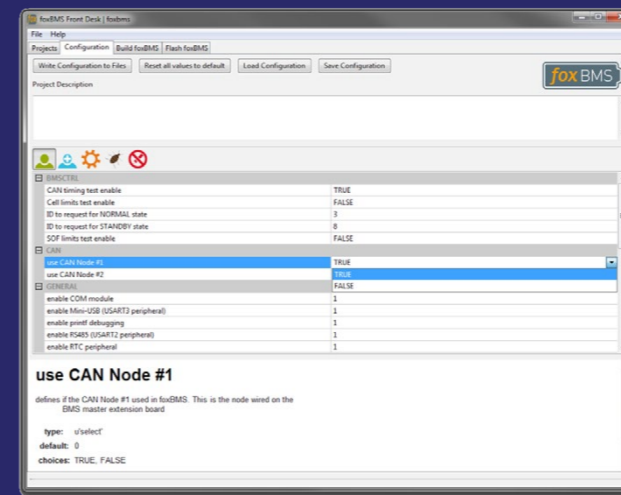 foxBMS Front Desk | foxbms
File Help
Projects Configuration Build foxBMS Flash foxBMS
Write Configuration to Files Reset all values to default Load Configuration Save Configuration
Project Description
fox BMS
BMSCTRL
CAN timing test enable TRUE
Cell limits test enable FALSE
ID to request for NORMAL state 3
ID to request for STANDBY state 8
SOF limits test enable FALSE
CAN
use CAN Node #1 TRUE
use CAN Node #2 TRUE
GENERAL FALSE
enable COM module 1
enable Mini-USB (USART3 peripheral) 1
enable printf debugging 1
enable RS485 (USART2 peripheral) 1
enable RTC peripheral 1
use CAN Node #1
defines if the CAN Node #1 used in foxBMS. This is the node wired on the
BMS master extension board
type: u'select'
default: 0
choices: TRUE, FALSE